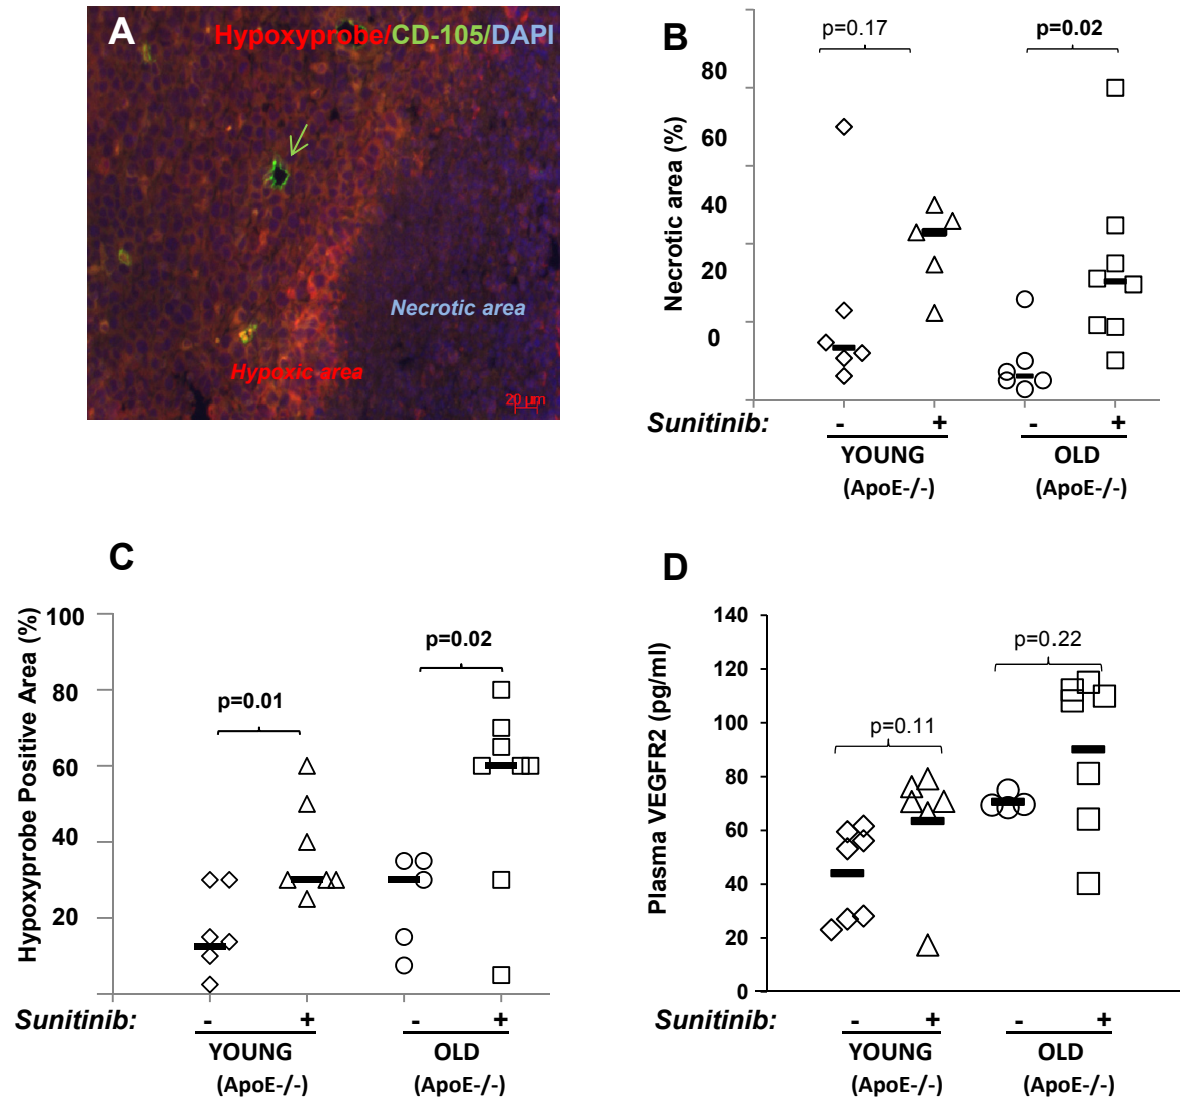 A
Hypoxyprobe/CD-105/DAPI
Necrotic area
Hypoxic area
20 µm
B
p=0.17
p=0.02
Necrotic area (%)
80
60
40
20
0
Sunitinib: - + - +
YOUNG OLD
(ApoE-/-) (ApoE-/-)
C
Hypoxyprobe Positive Area (%)
100
80
60
40
20
p=0.01
p=0.02
Sunitinib: - + - +
YOUNG OLD
(ApoE-/-) (ApoE-/-)
D
Plasma VEGFR2 (pg/ml)
140
120
100
80
60
40
20
0
p=0.11
p=0.22
Sunitinib: - + - +
YOUNG OLD
(ApoE-/-) (ApoE-/-)